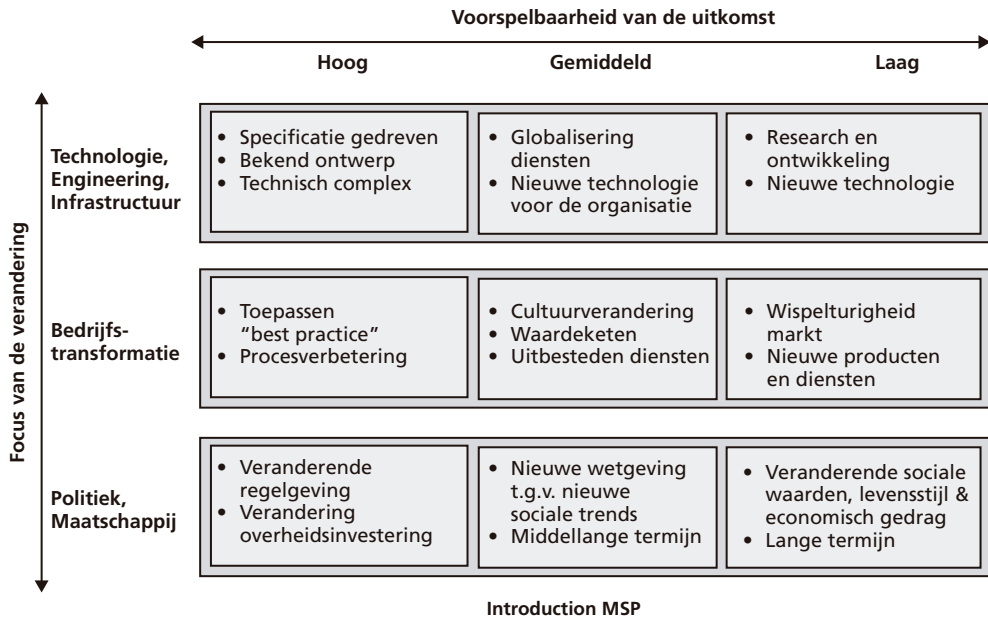 Voorspelbaarheid van de uitkomst
Hoog
Gemiddeld
Laag
Focus van de verandering
Technologie,
Engineering,
Infrastructuur
• Specificatie gedreven
• Bekend ontwerp
• Technisch complex
• Globalisering
diensten
• Nieuwe technologie
voor de organisatie
• Research en
ontwikkeling
• Nieuwe technologie
Bedrijfs-
transformatie
• Toepassen
“best practice”
• Procesverbetering
• Cultuurverandering
• Waardeketen
• Uitbesteden diensten
• Wispelturigheid
markt
• Nieuwe producten
en diensten
Politiek,
Maatschappij
• Veranderende
regelgeving
• Verandering
overheidsinvestering
• Nieuwe wetgeving
t.g.v. nieuwe
sociale trends
• Middellange termijn
• Veranderende sociale
waarden, levensstijl &
economisch gedrag
• Lange termijn
Introduction MSP